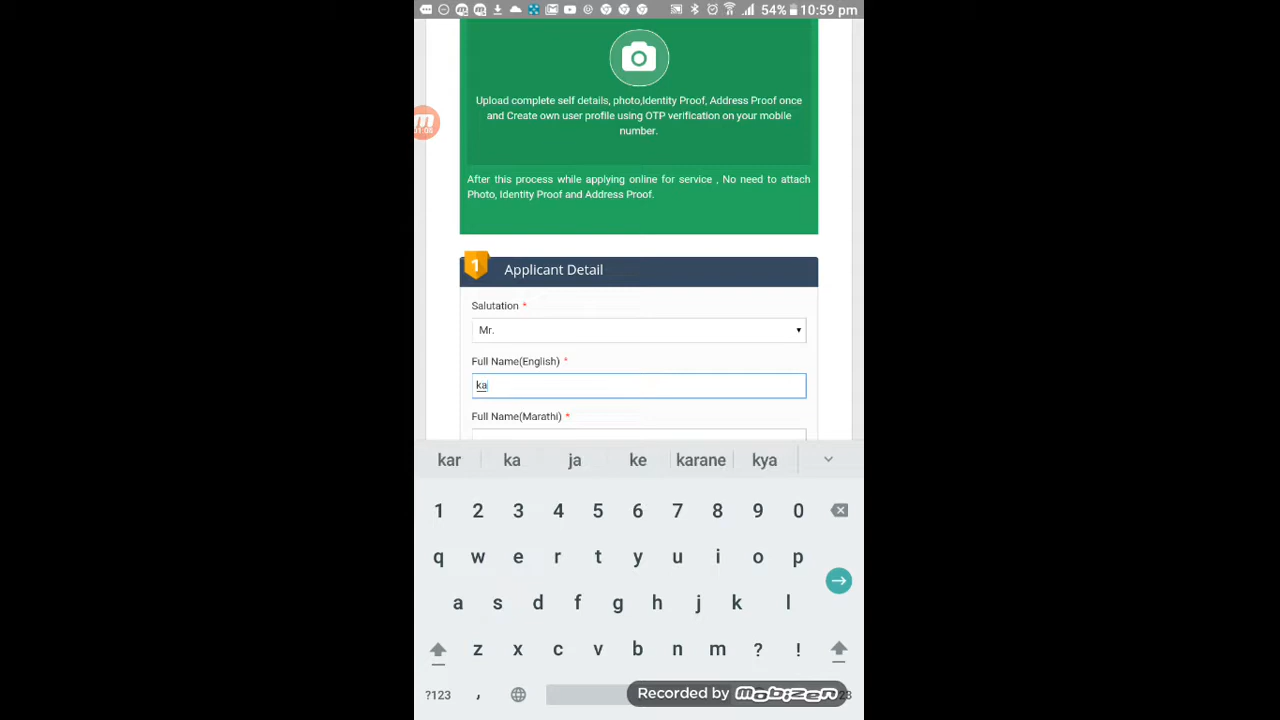 54% 10:59 pm
Upload complete self details, photo,Identity Proof, Address Proof once
and Create own user profile using OTP verification on your mobile
number.
01:08
After this process while applying online for service , No need to attach
Photo, Identity Proof and Address Proof.
1 Applicant Detail
Salutation *
Mr.
Full Name(English) *
ka
Full Name(Marathi) *
kar ka ja ke karane kya
1 2 3 4 5 6 7 8 9 0
q w e r t y u i o p
a s d f g h j k l
z x c v b n m ? !
?123 ,
Recorded by mobizen